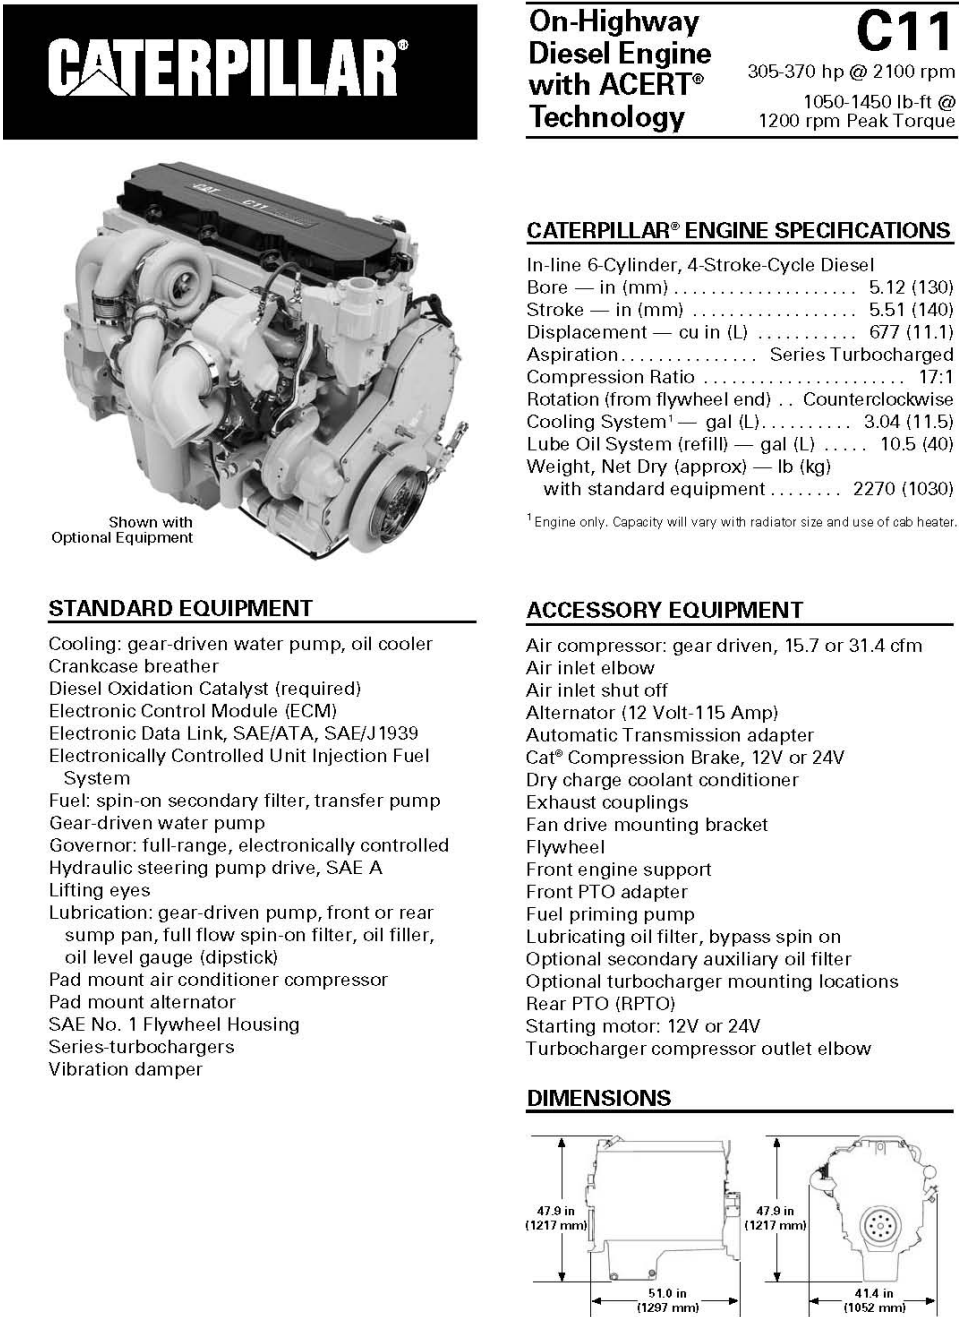 CATERPILLAR®
On-Highway
Diesel Engine
with ACERT®
Technology
C11
305-370 hp @ 2100 rpm
1050-1450 lb-ft @
1200 rpm Peak Torque
CAT C11
Shown with
Optional Equipment
CATERPILLAR® ENGINE SPECIFICATIONS
In-line 6-Cylinder, 4-Stroke-Cycle Diesel
Bore — in (mm) . . . . . . . . . . . . . . . . . . . . 5.12 (130)
Stroke — in (mm) . . . . . . . . . . . . . . . . . . 5.51 (140)
Displacement — cu in (L) . . . . . . . . . . . 677 (11.1)
Aspiration. . . . . . . . . . . . . . . Series Turbocharged
Compression Ratio . . . . . . . . . . . . . . . . . . . . . . 17:1
Rotation (from flywheel end) . . Counterclockwise
Cooling System¹ — gal (L). . . . . . . . . . 3.04 (11.5)
Lube Oil System (refill) — gal (L) . . . . . 10.5 (40)
Weight, Net Dry (approx) — lb (kg)
with standard equipment . . . . . . . . 2270 (1030)
¹ Engine only. Capacity will vary with radiator size and use of cab heater.
STANDARD EQUIPMENT
Cooling: gear-driven water pump, oil cooler
Crankcase breather
Diesel Oxidation Catalyst (required)
Electronic Control Module (ECM)
Electronic Data Link, SAE/ATA, SAE/J1939
Electronically Controlled Unit Injection Fuel
System
Fuel: spin-on secondary filter, transfer pump
Gear-driven water pump
Governor: full-range, electronically controlled
Hydraulic steering pump drive, SAE A
Lifting eyes
Lubrication: gear-driven pump, front or rear
sump pan, full flow spin-on filter, oil filler,
oil level gauge (dipstick)
Pad mount air conditioner compressor
Pad mount alternator
SAE No. 1 Flywheel Housing
Series-turbochargers
Vibration damper
ACCESSORY EQUIPMENT
Air compressor: gear driven, 15.7 or 31.4 cfm
Air inlet elbow
Air inlet shut off
Alternator (12 Volt-115 Amp)
Automatic Transmission adapter
Cat® Compression Brake, 12V or 24V
Dry charge coolant conditioner
Exhaust couplings
Fan drive mounting bracket
Flywheel
Front engine support
Front PTO adapter
Fuel priming pump
Lubricating oil filter, bypass spin on
Optional secondary auxiliary oil filter
Optional turbocharger mounting locations
Rear PTO (RPTO)
Starting motor: 12V or 24V
Turbocharger compressor outlet elbow
DIMENSIONS
47.9 in
(1217 mm)
51.0 in
(1297 mm)
47.9 in
(1217 mm)
41.4 in
(1052 mm)